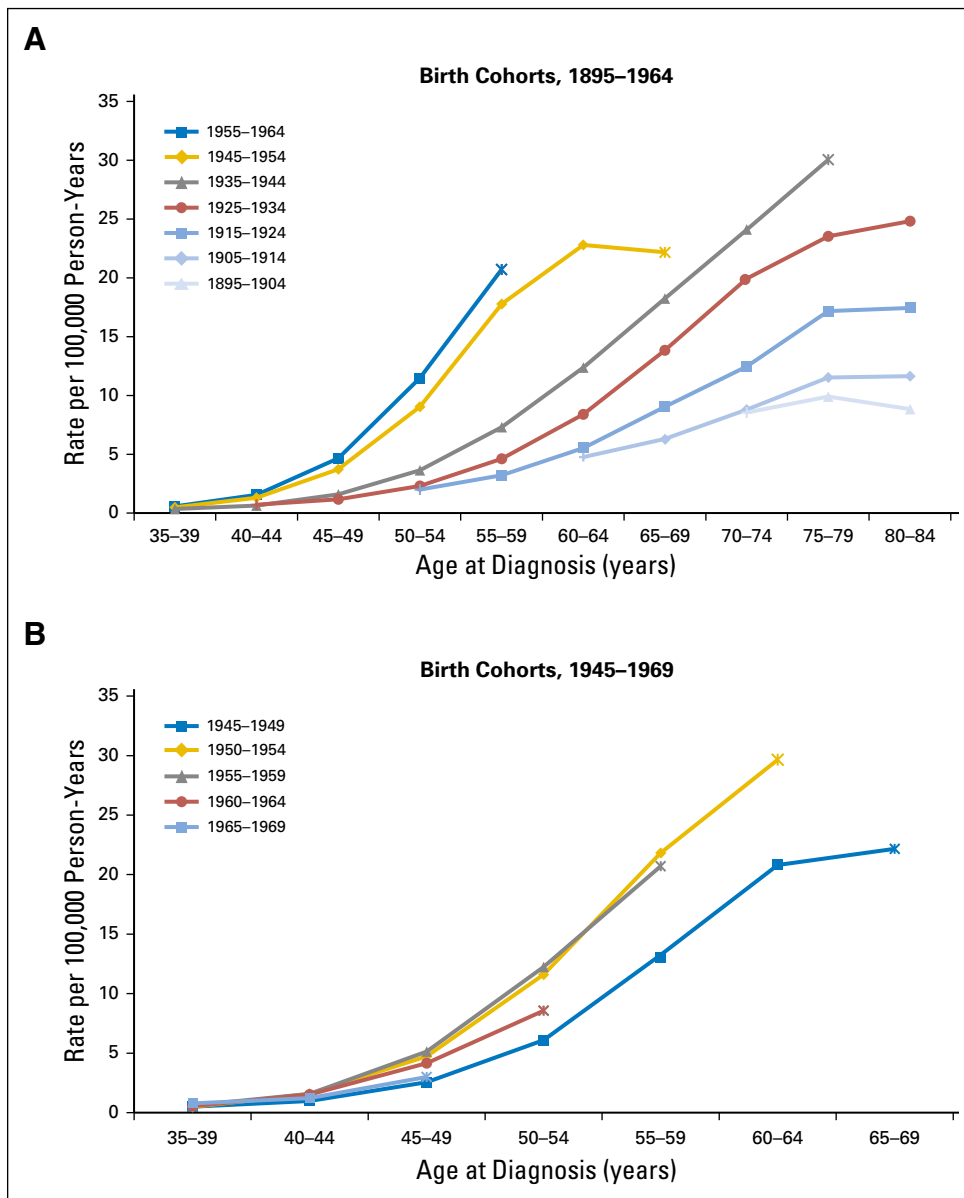 A
Birth Cohorts, 1895–1964
Rate per 100,000 Person-Years
35
30
25
20
15
10
5
0
1955–1964
1945–1954
1935–1944
1925–1934
1915–1924
1905–1914
1895–1904
35–39 40–44 45–49 50–54 55–59 60–64 65–69 70–74 75–79 80–84
Age at Diagnosis (years)
B
Birth Cohorts, 1945–1969
Rate per 100,000 Person-Years
35
30
25
20
15
10
5
0
1945–1949
1950–1954
1955–1959
1960–1964
1965–1969
35–39 40–44 45–49 50–54 55–59 60–64 65–69
Age at Diagnosis (years)